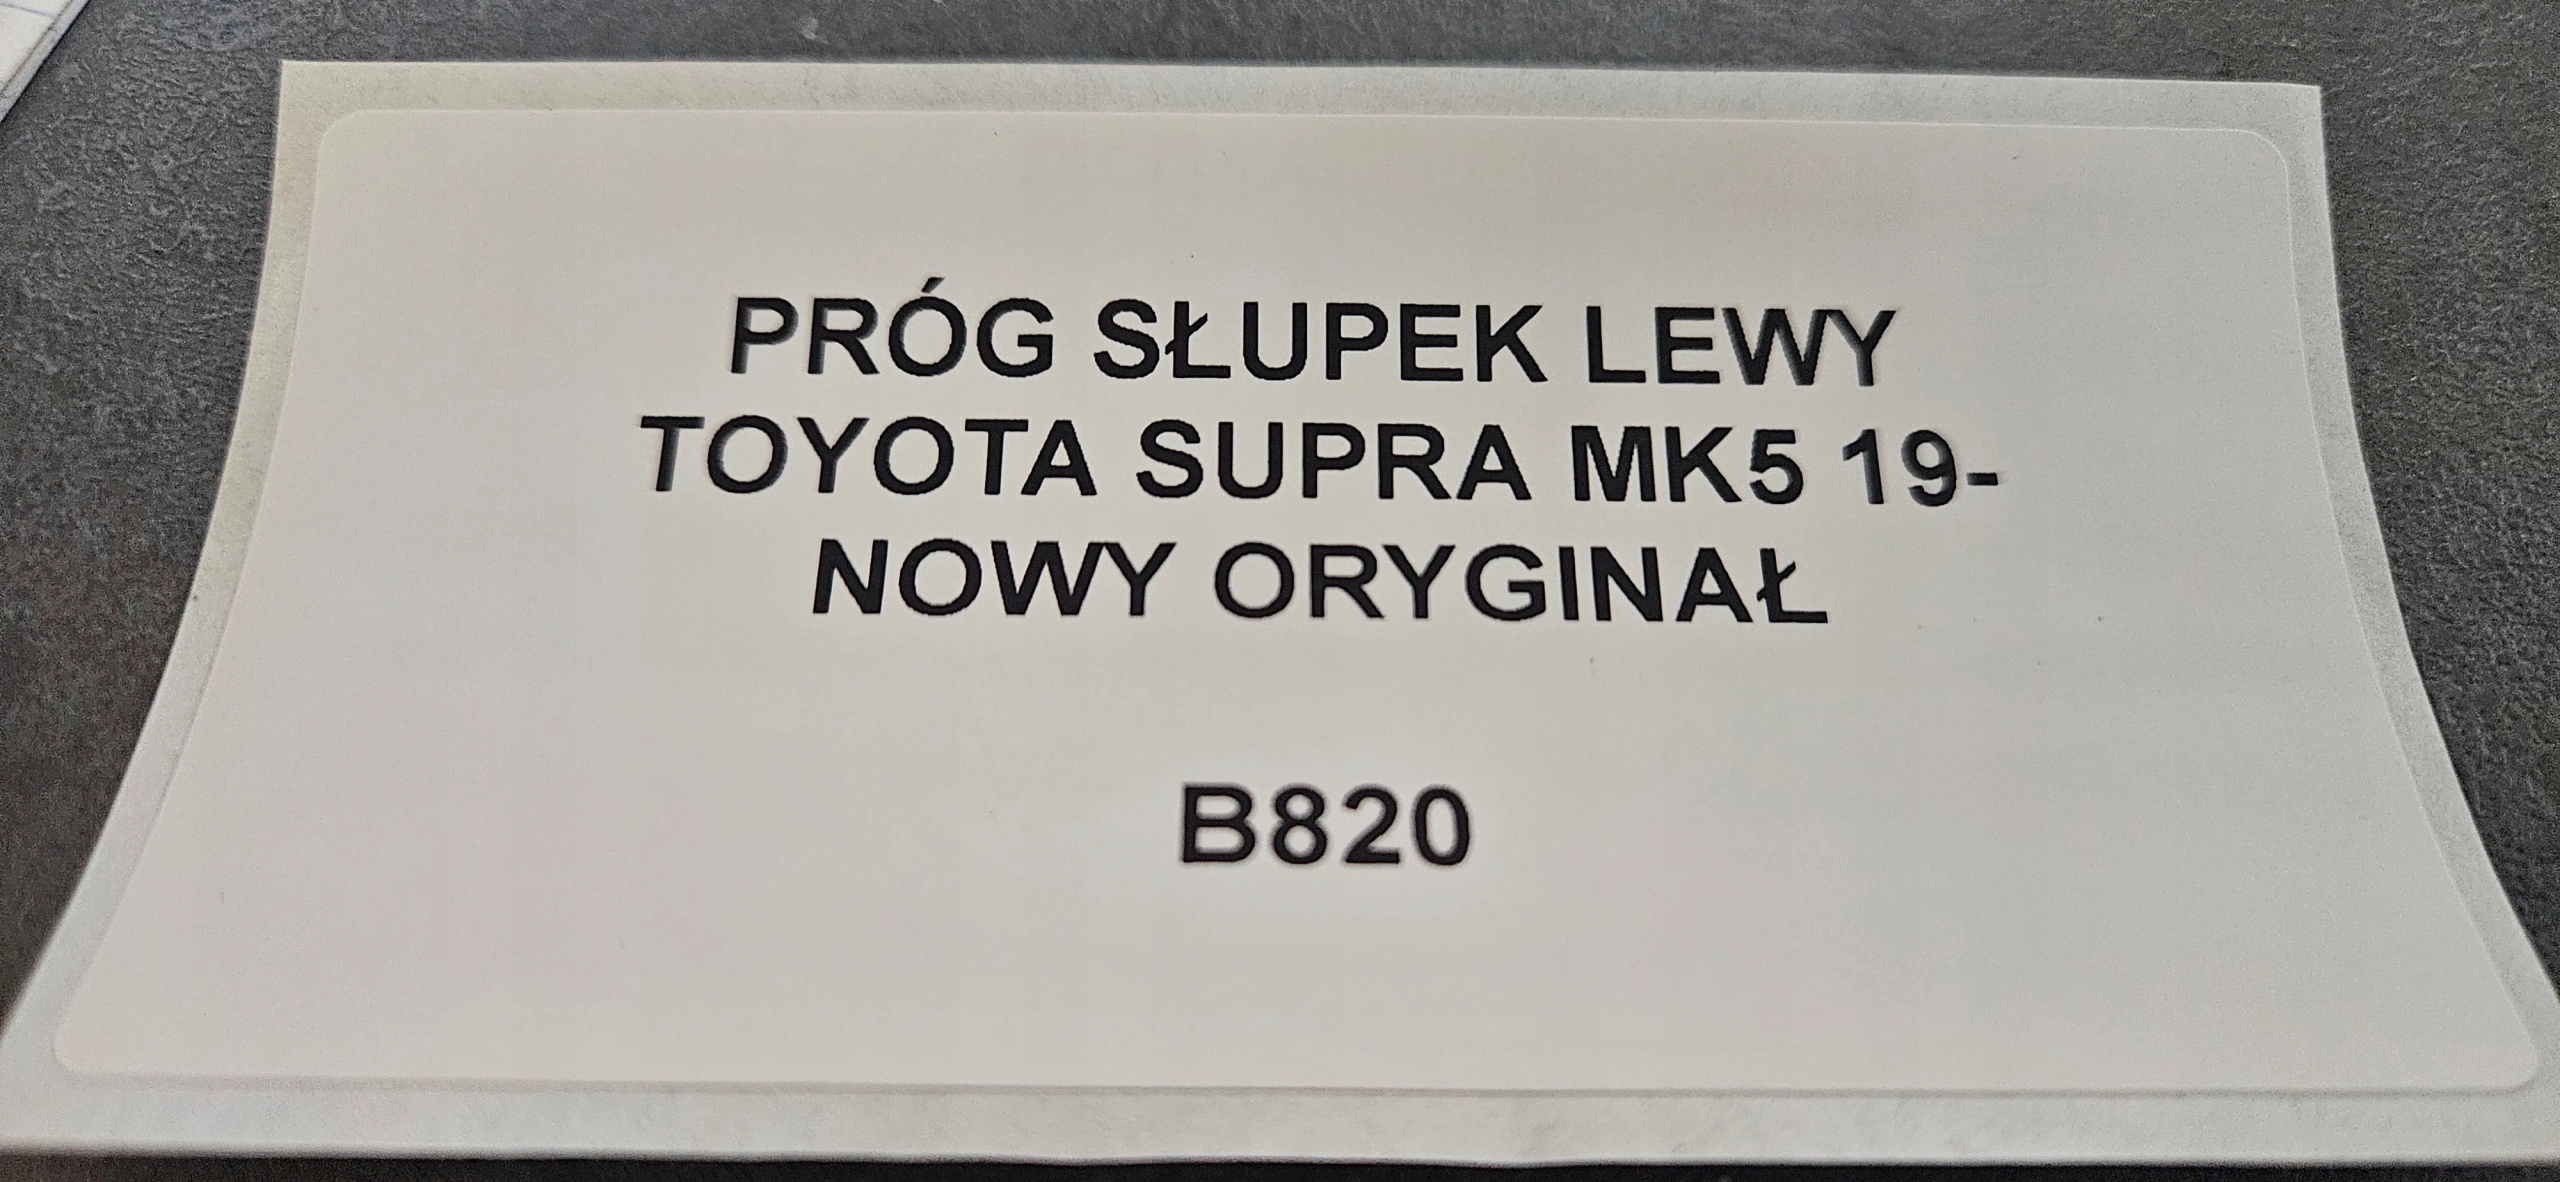 PRÓG SŁUPEK LEWY
TOYOTA SUPRA MK5 19-
NOWY ORYGINAŁ
B820